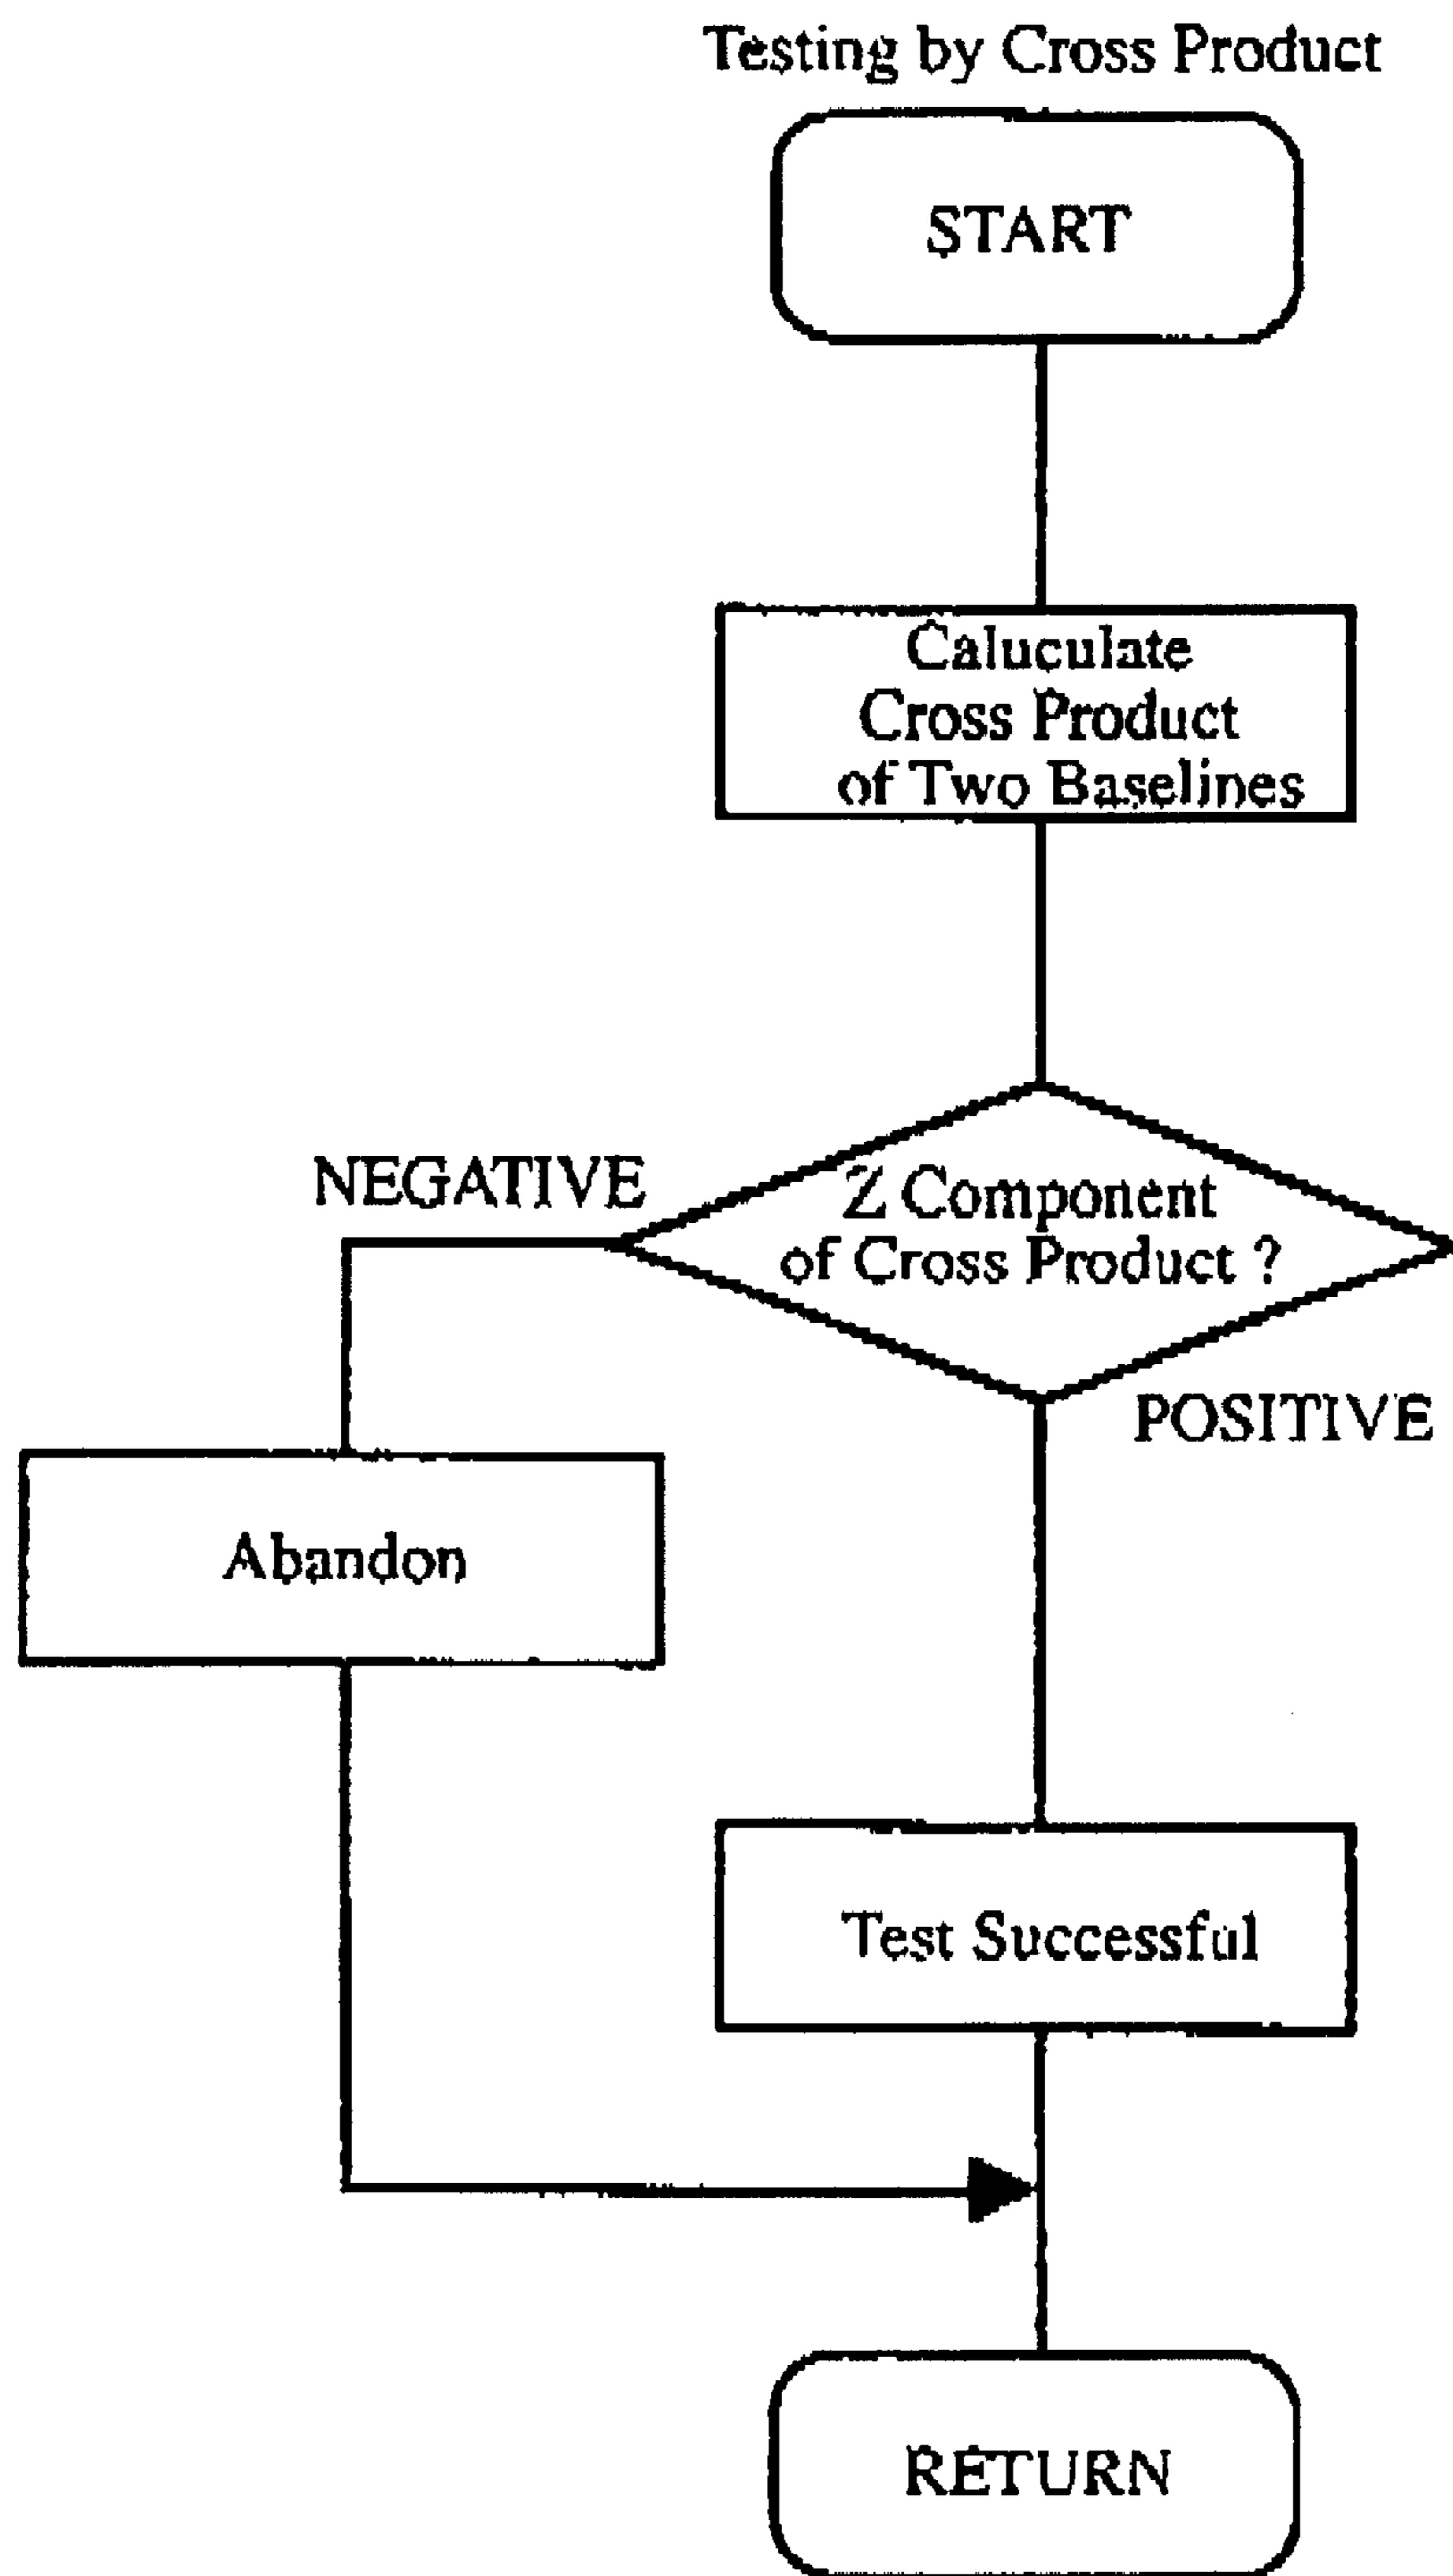 Testing by Cross Product
START
Caluculate
Cross Product
of Two Baselines
Z Component
of Cross Product ?
NEGATIVE
POSITIVE
Abandon
Test Successful
RETURN